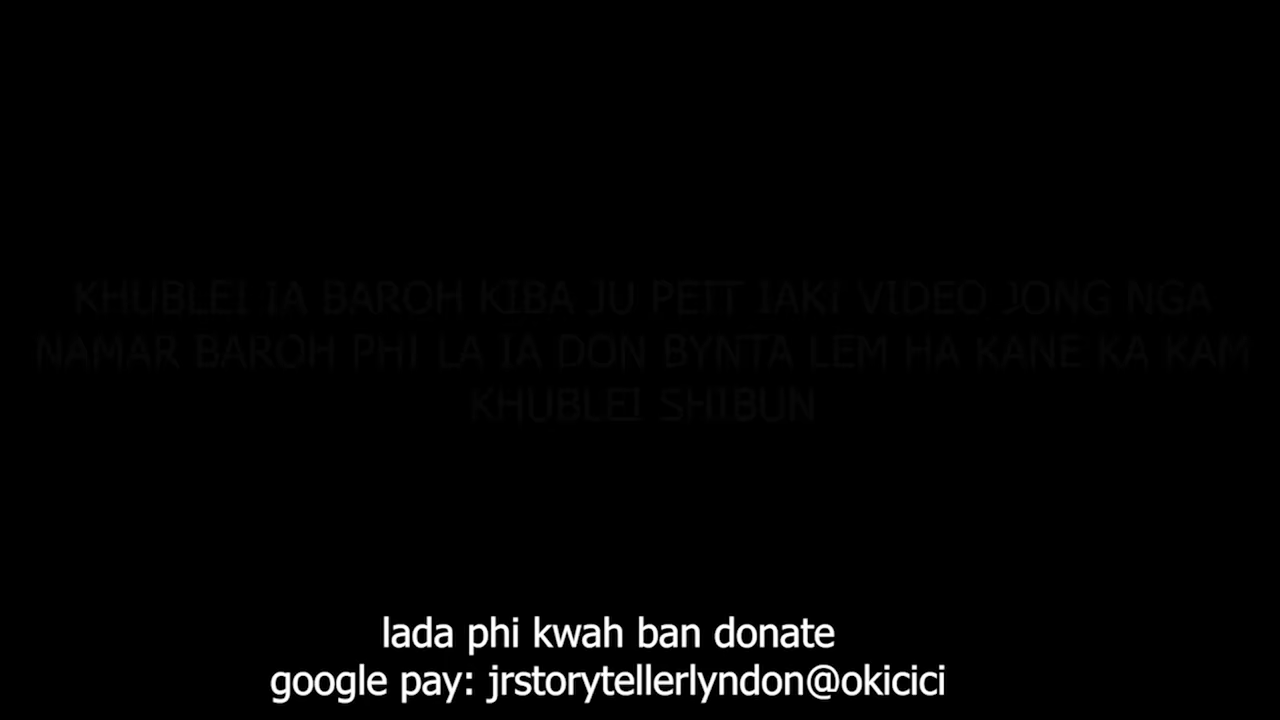 KHUBLEI IA BAROH KIBA JU PEIT IAKI VIDEO JONG NGA
NAMAR BAROH PHI LA IA DON BYNTA LEM HA KANE KA KAM
KHUBLEI SHIBUN
lada phi kwah ban donate
google pay: jrstorytellerlyndon@okicici